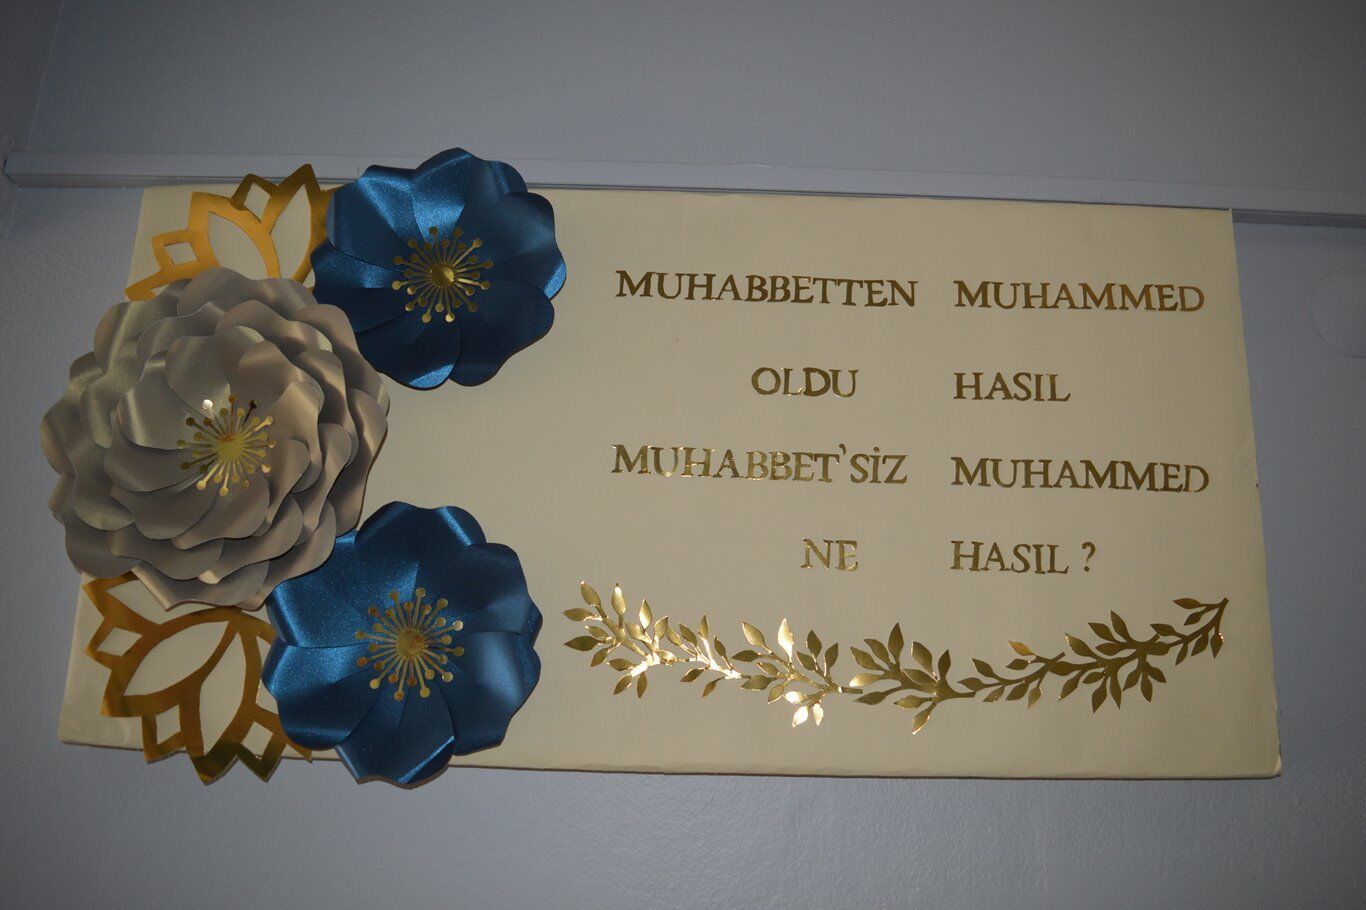 MUHABBETTEN MUHAMMED
OLDU HASIL
MUHABBET'SİZ MUHAMMED
NE HASIL ?